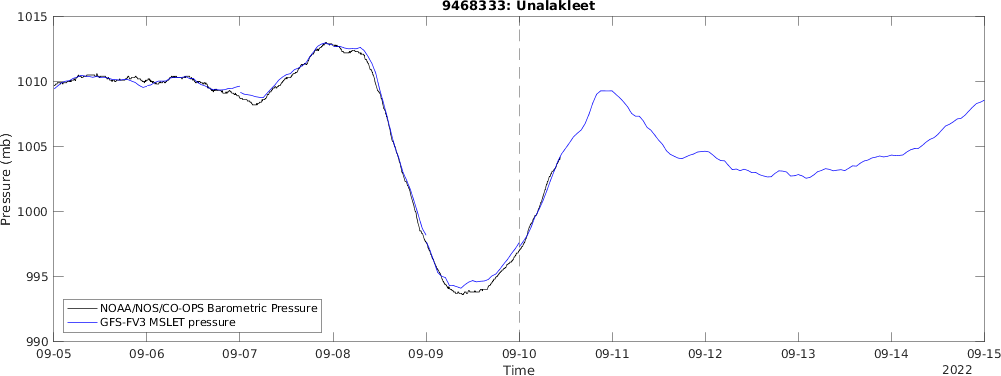 9468333: Unalakleet
1015
1010
1005
1000
995
990
Pressure (mb)
NOAA/NOS/CO-OPS Barometric Pressure
GFS-FV3 MSLET pressure
09-05 09-06 09-07 09-08 09-09 09-10 09-11 09-12 09-13 09-14 09-15
Time
2022